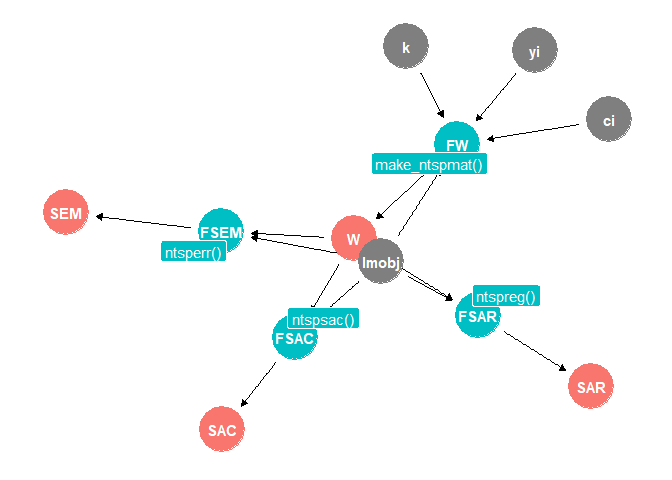 k
yi
ci
FW
make_ntspmat()
SEM
FSEM
ntsperr()
W
lmobj
ntspreg()
FSAR
ntspsac()
FSAC
SAR
SAC